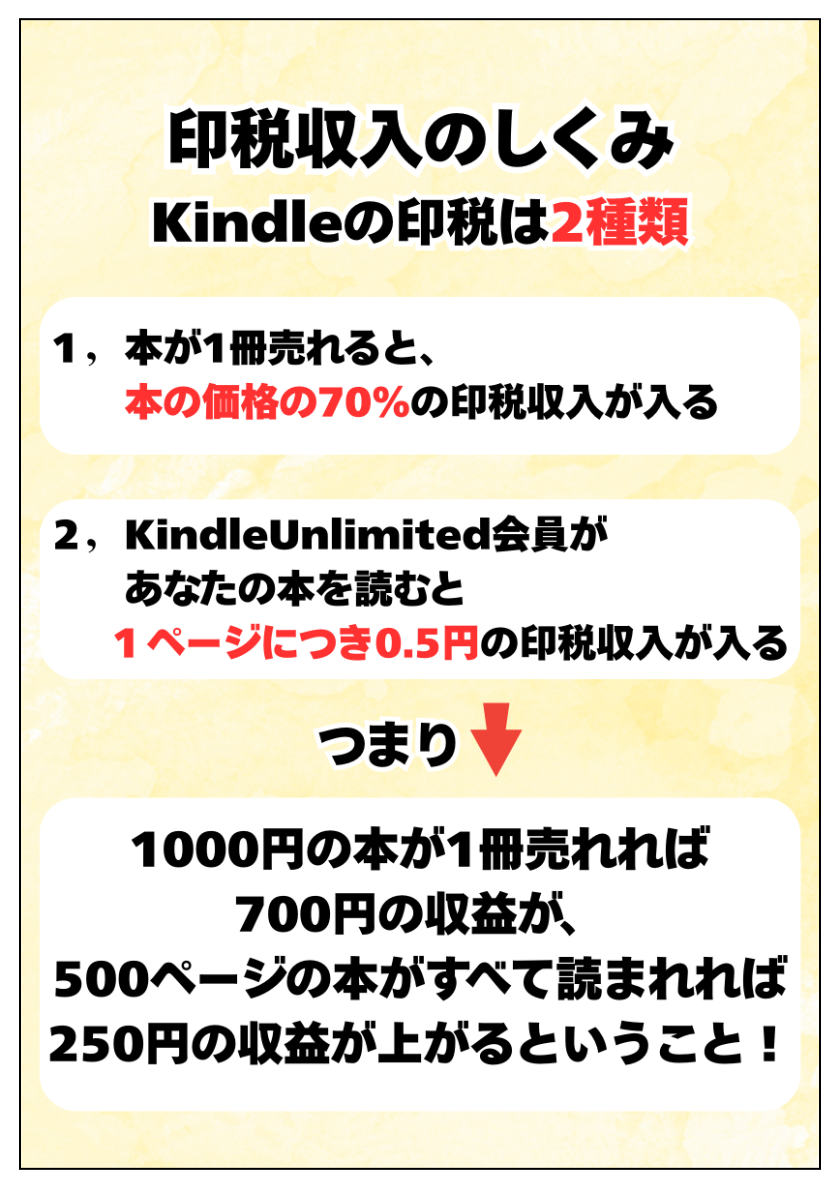 印税収入のしくみ
Kindleの印税は2種類
1，本が1冊売れると、
本の価格の70%の印税収入が入る
2，KindleUnlimited会員が
あなたの本を読むと
１ページにつき0.5円の印税収入が入る
つまり
1000円の本が1冊売れれば
700円の収益が、
500ページの本がすべて読まれれば
250円の収益が上がるということ！